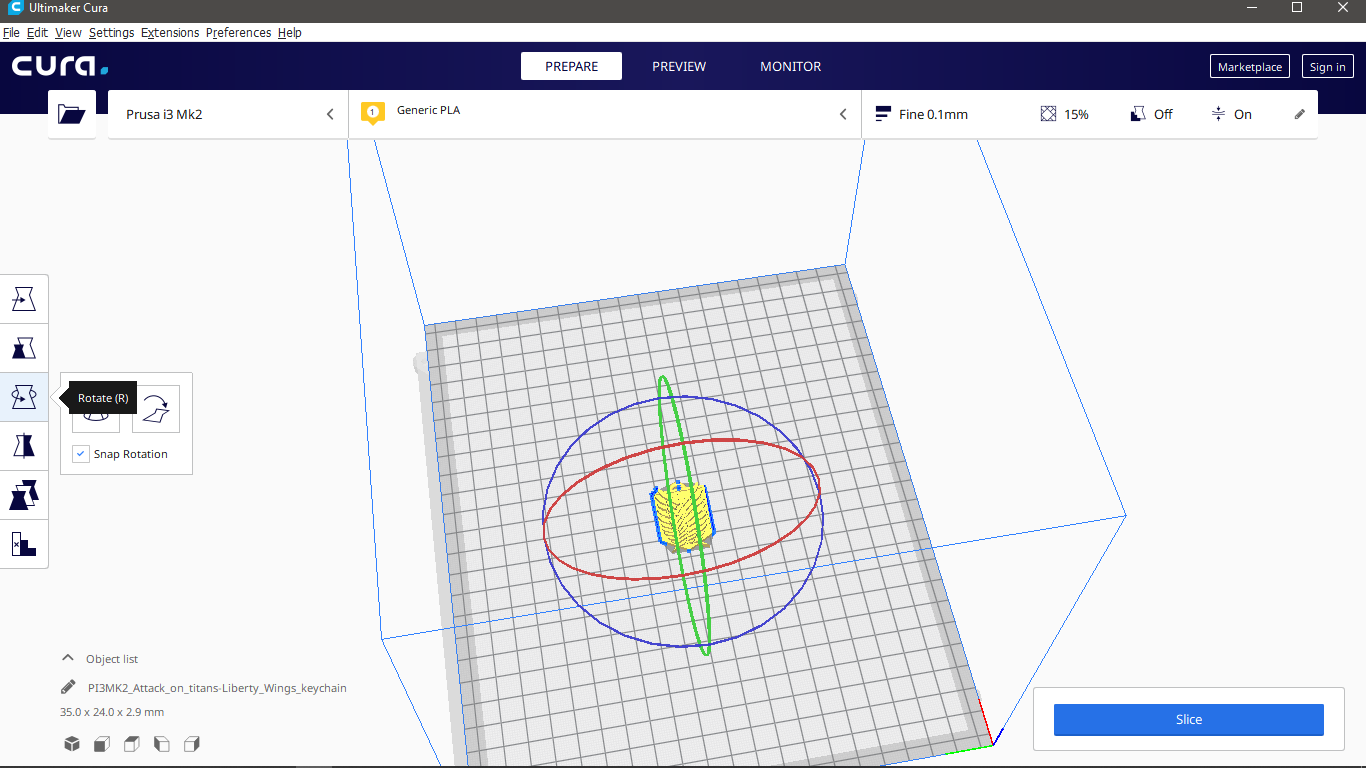 Ultimaker Cura
File Edit View Settings Extensions Preferences Help
cura.
PREPARE
PREVIEW
MONITOR
Marketplace
Sign in
Prusa i3 Mk2
1
Generic PLA
Fine 0.1mm
15%
Off
On
Rotate (R)
Snap Rotation
Object list
PI3MK2_Attack_on_titans-Liberty_Wings_keychain
35.0 x 24.0 x 2.9 mm
Slice